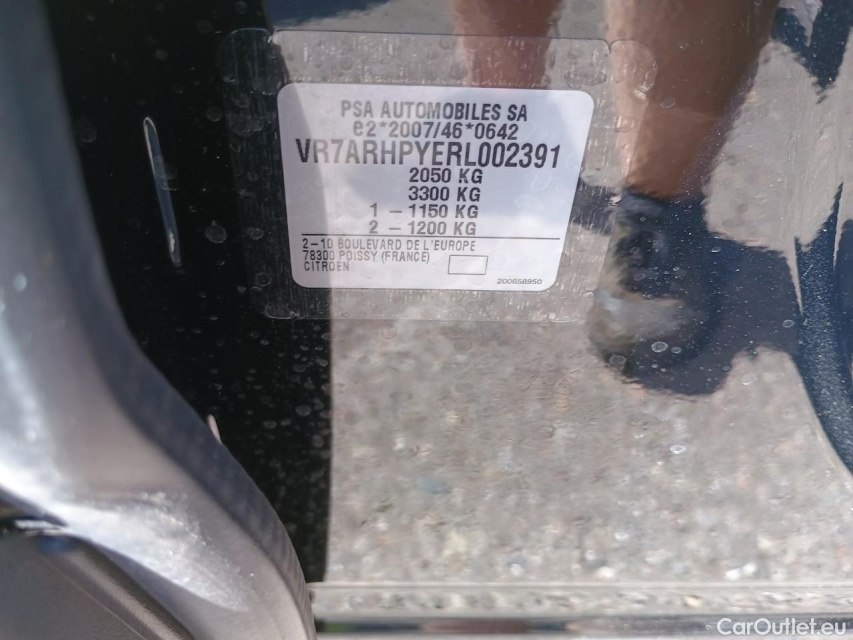 PSA AUTOMOBILES SA
e2*2007/46*0642
VR7ARHPYERL002391
2050 KG
3300 KG
1 - 1150 KG
2 - 1200 KG
2-10 BOULEVARD DE L'EUROPE
78300 POISSY (FRANCE)
CITROEN
200658950
CarOutlet.eu